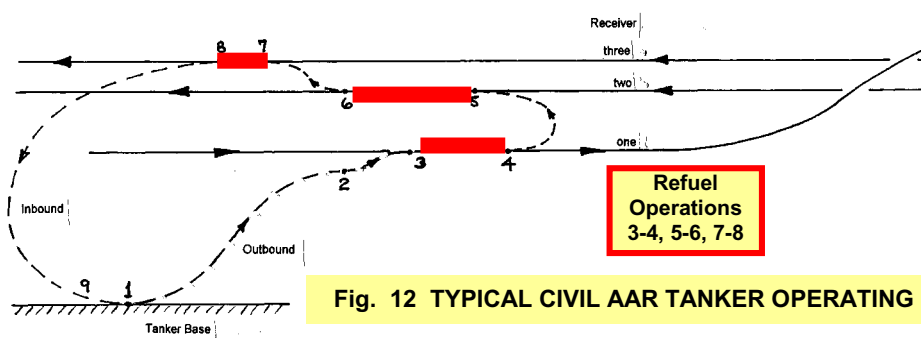 Receiver
8 7
three
two
6 5
one
3 4
2
Refuel
Operations
3-4, 5-6, 7-8
Inbound
Outbound
9 1
Fig. 12 TYPICAL CIVIL AAR TANKER OPERATING
Tanker Base